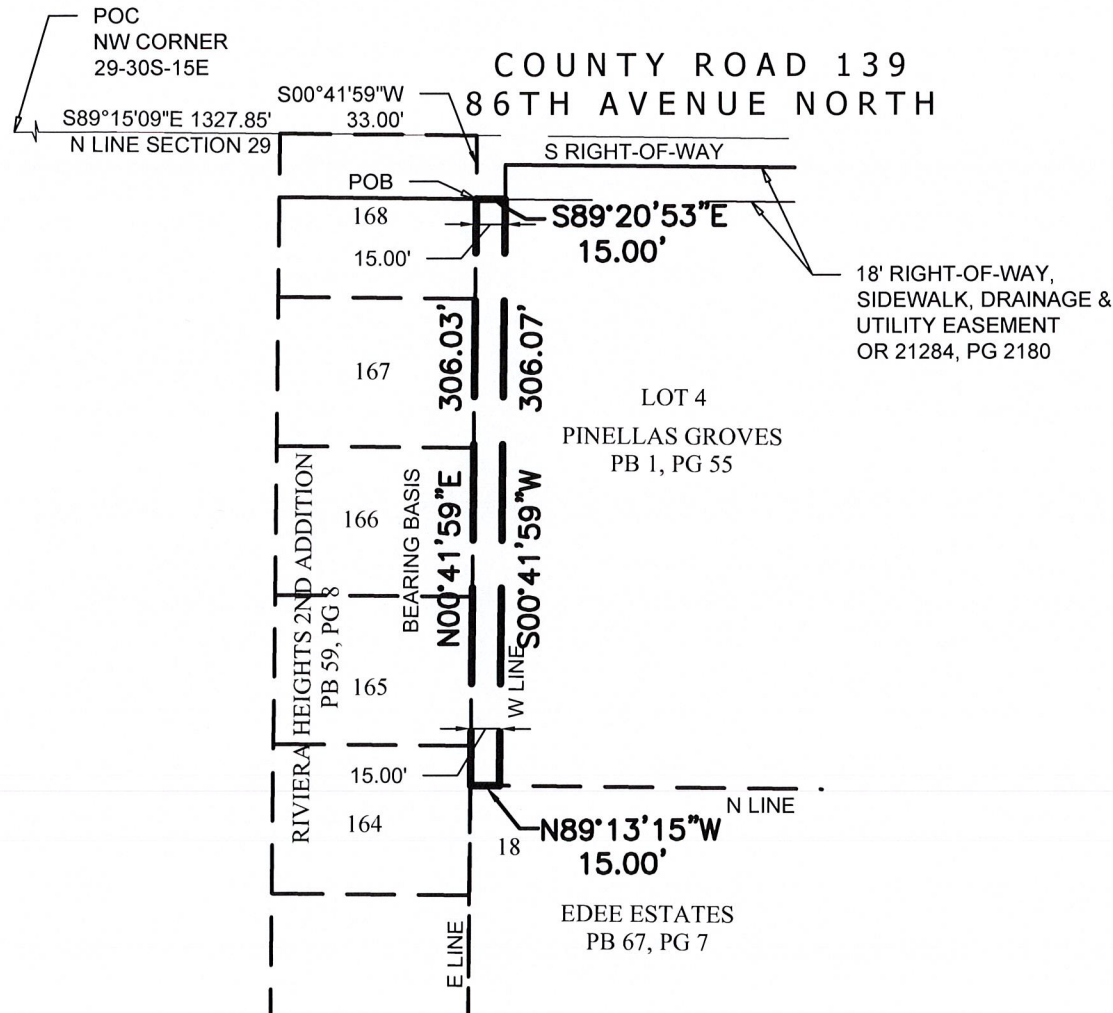 POC
NW CORNER
29-30S-15E
COUNTY ROAD 139
86TH AVENUE NORTH
S00°41'59"W
33.00'
S89°15'09"E 1327.85'
N LINE SECTION 29
S RIGHT-OF-WAY
POB
168
S89°20'53"E
15.00'
15.00'
18' RIGHT-OF-WAY,
SIDEWALK, DRAINAGE &
UTILITY EASEMENT
OR 21284, PG 2180
306.03'
306.07'
167
LOT 4
PINELLAS GROVES
PB 1, PG 55
RIVIERA HEIGHTS 2ND ADDITION
PB 59, PG 8
166
BEARING BASIS
N00°41'59"E
S00°41'59"W
165
W LINE
15.00'
N LINE
164
18
N89°13'15"W
15.00'
EDEE ESTATES
PB 67, PG 7
E LINE